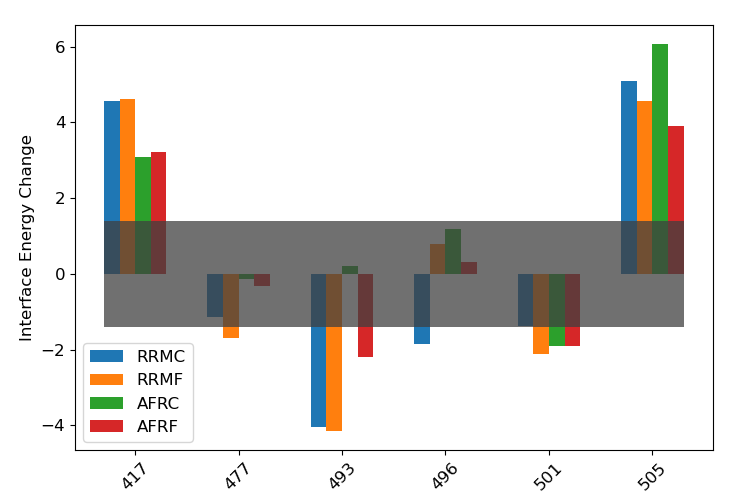 Interface Energy Change
6
4
2
0
−2
−4
RRMC
RRMF
AFRC
AFRF
417
477
493
496
501
505